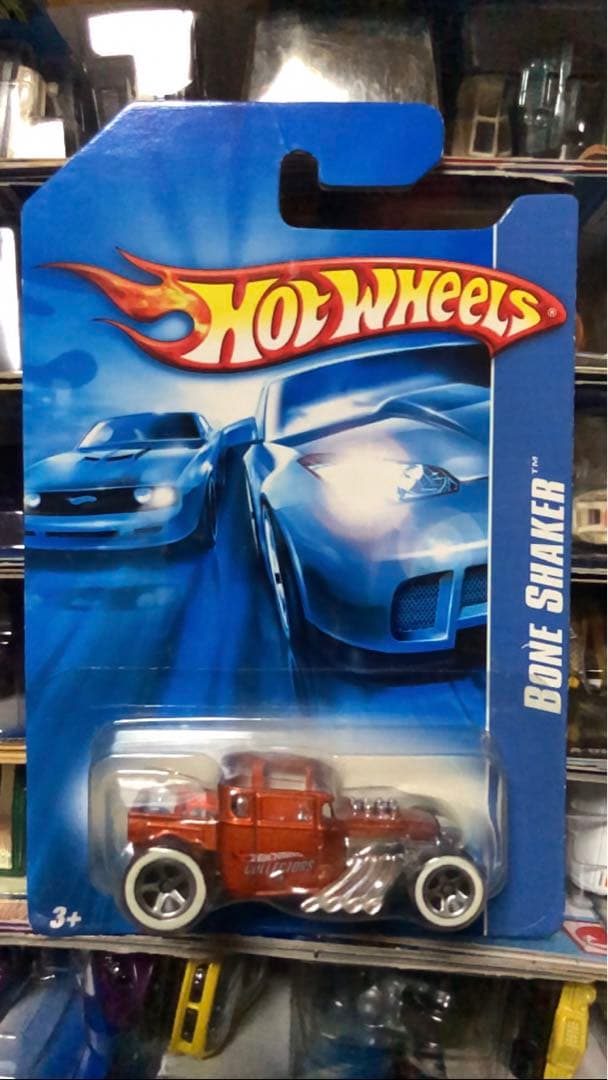 HOT WHEELS®
BONE SHAKER™
COLLECTORS
3+